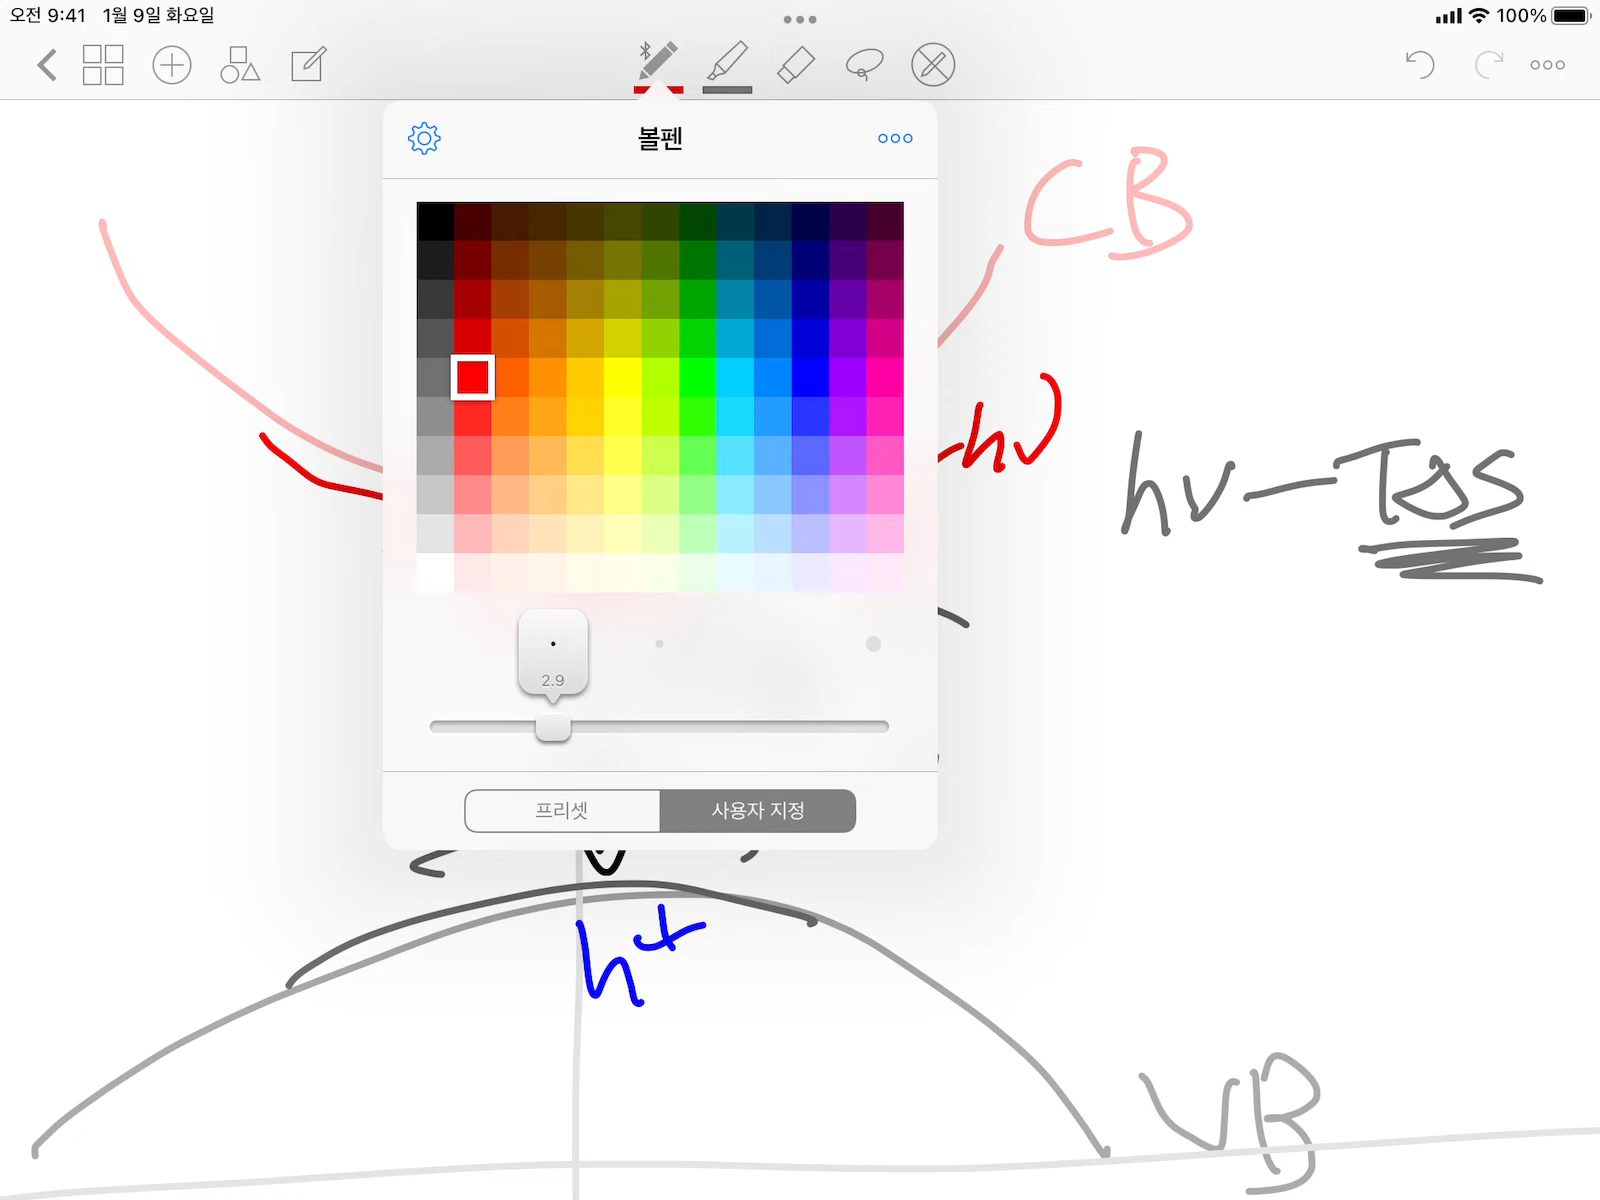 오전 9:41 1월 9일 화요일 100%
볼펜
CB
hν
hν—TJS
2.9
프리셋 사용자 지정
h+
VB